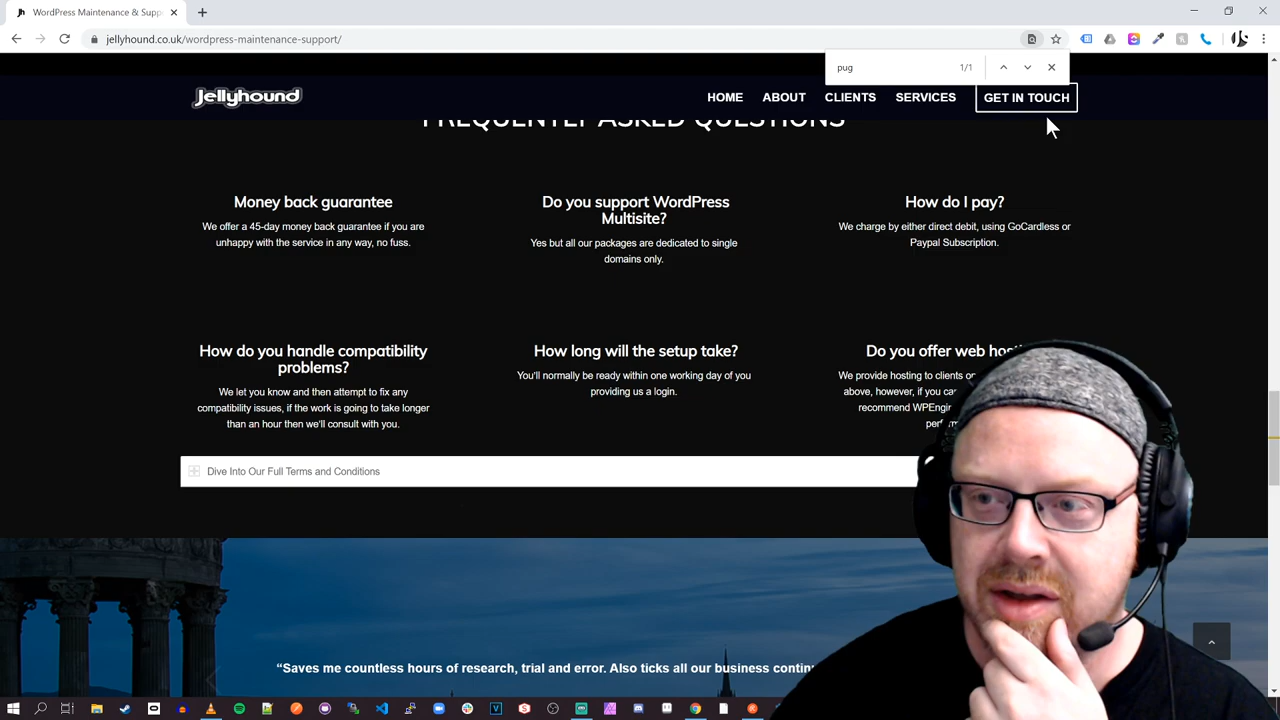 WordPress Maintenance & Supp
jellyhound.co.uk/wordpress-maintenance-support/
pug
1/1
jellyhound
HOME
ABOUT
CLIENTS
SERVICES
GET IN TOUCH
FREQUENTLY ASKED QUESTIONS
Money back guarantee
We offer a 45-day money back guarantee if you are
unhappy with the service in any way, no fuss.
Do you support WordPress
Multisite?
Yes but all our packages are dedicated to single
domains only.
How do I pay?
We charge by either direct debit, using GoCardless or
Paypal Subscription.
How do you handle compatibility
problems?
We let you know and then attempt to fix any
compatibility issues, if the work is going to take longer
than an hour then we'll consult with you.
How long will the setup take?
You'll normally be ready within one working day of you
providing us a login.
Do you offer web hosti
We provide hosting to clients on
above, however, if you can
recommend WPEngin
perf
Dive Into Our Full Terms and Conditions
“Saves me countless hours of research, trial and error. Also ticks all our business contin